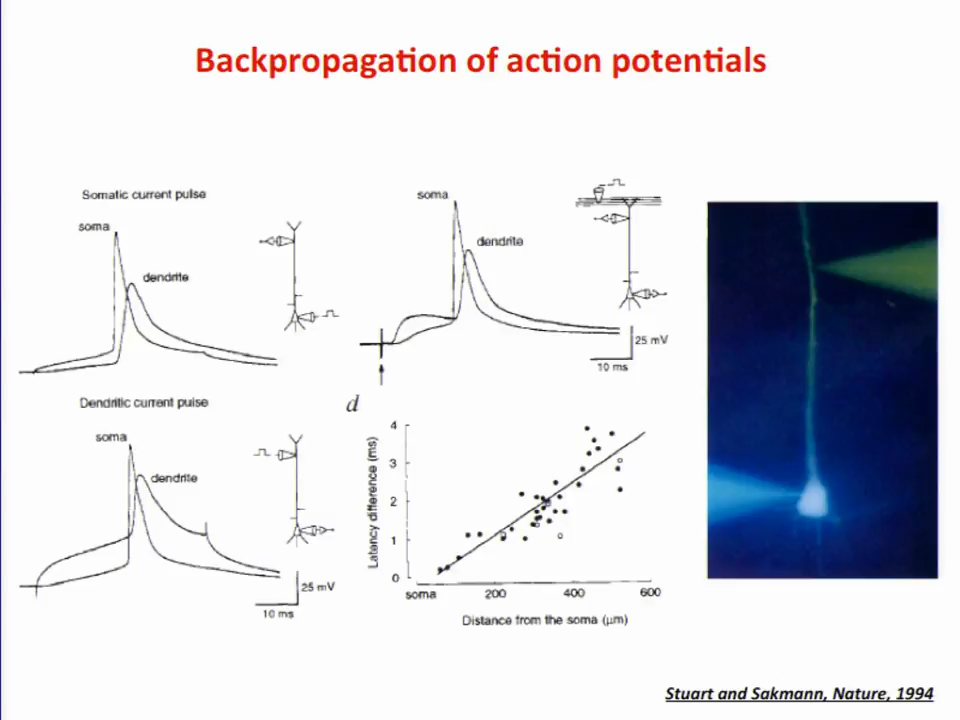 Backpropagation of action potentials
Somatic current pulse
soma
dendrite
soma
dendrite
25 mV
10 ms
Dendritic current pulse
soma
dendrite
25 mV
10 ms
d
Latency difference (ms)
4
3
2
1
0
soma
200
400
600
Distance from the soma (μm)
Stuart and Sakmann, Nature, 1994